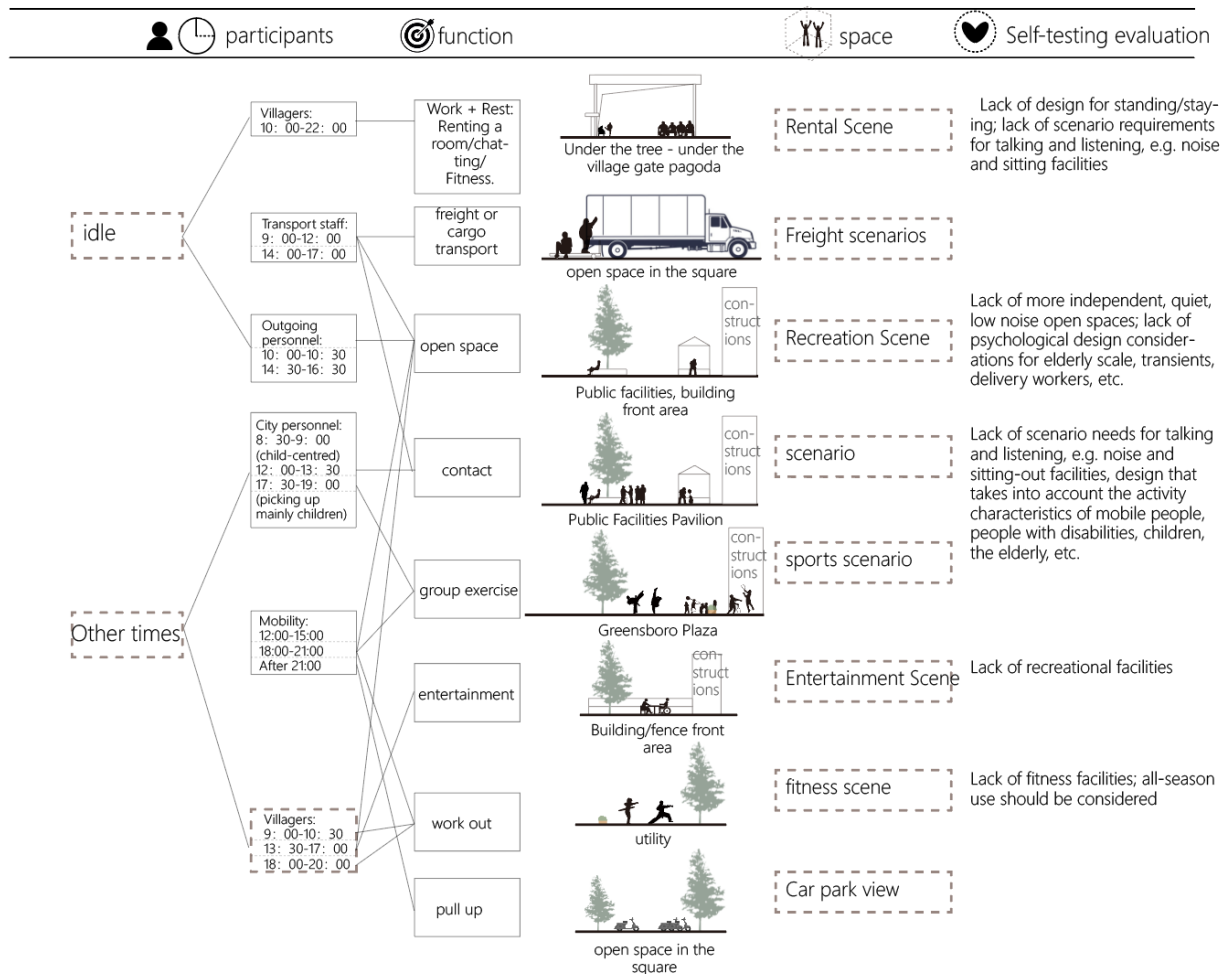 participants
function
space
Self-testing evaluation
idle
Other times
Villagers:
10：00-22：00
Transport staff:
9：00-12：00
14：00-17：00
Outgoing
personnel:
10：00-10：30
14：30-16：30
City personnel:
8：30-9：00
(child-centred)
12：00-13：30
17：30-19：00
(picking up
mainly children)
Mobility:
12:00-15:00
18:00-21:00
After 21:00
Villagers:
9：00-10：30
13：30-17：00
18：00-20：00
Work + Rest:
Renting a
room/chat-
ting/
Fitness.
freight or
cargo
transport
open space
contact
group exercise
entertainment
work out
pull up
Under the tree - under the
village gate pagoda
open space in the square
con-
struct
ions
Public facilities, building
front area
con-
struct
ions
Public Facilities Pavilion
con-
struct
ions
Greensboro Plaza
con-
struct
ions
Building/fence front
area
utility
open space in the
square
Rental Scene
Freight scenarios
Recreation Scene
scenario
sports scenario
Entertainment Scene
fitness scene
Car park view
Lack of design for standing/stay-
ing; lack of scenario requirements
for talking and listening, e.g. noise
and sitting facilities
Lack of more independent, quiet,
low noise open spaces; lack of
psychological design consider-
ations for elderly scale, transients,
delivery workers, etc.
Lack of scenario needs for talking
and listening, e.g. noise and
sitting-out facilities, design that
takes into account the activity
characteristics of mobile people,
people with disabilities, children,
the elderly, etc.
Lack of recreational facilities
Lack of fitness facilities; all-season
use should be considered